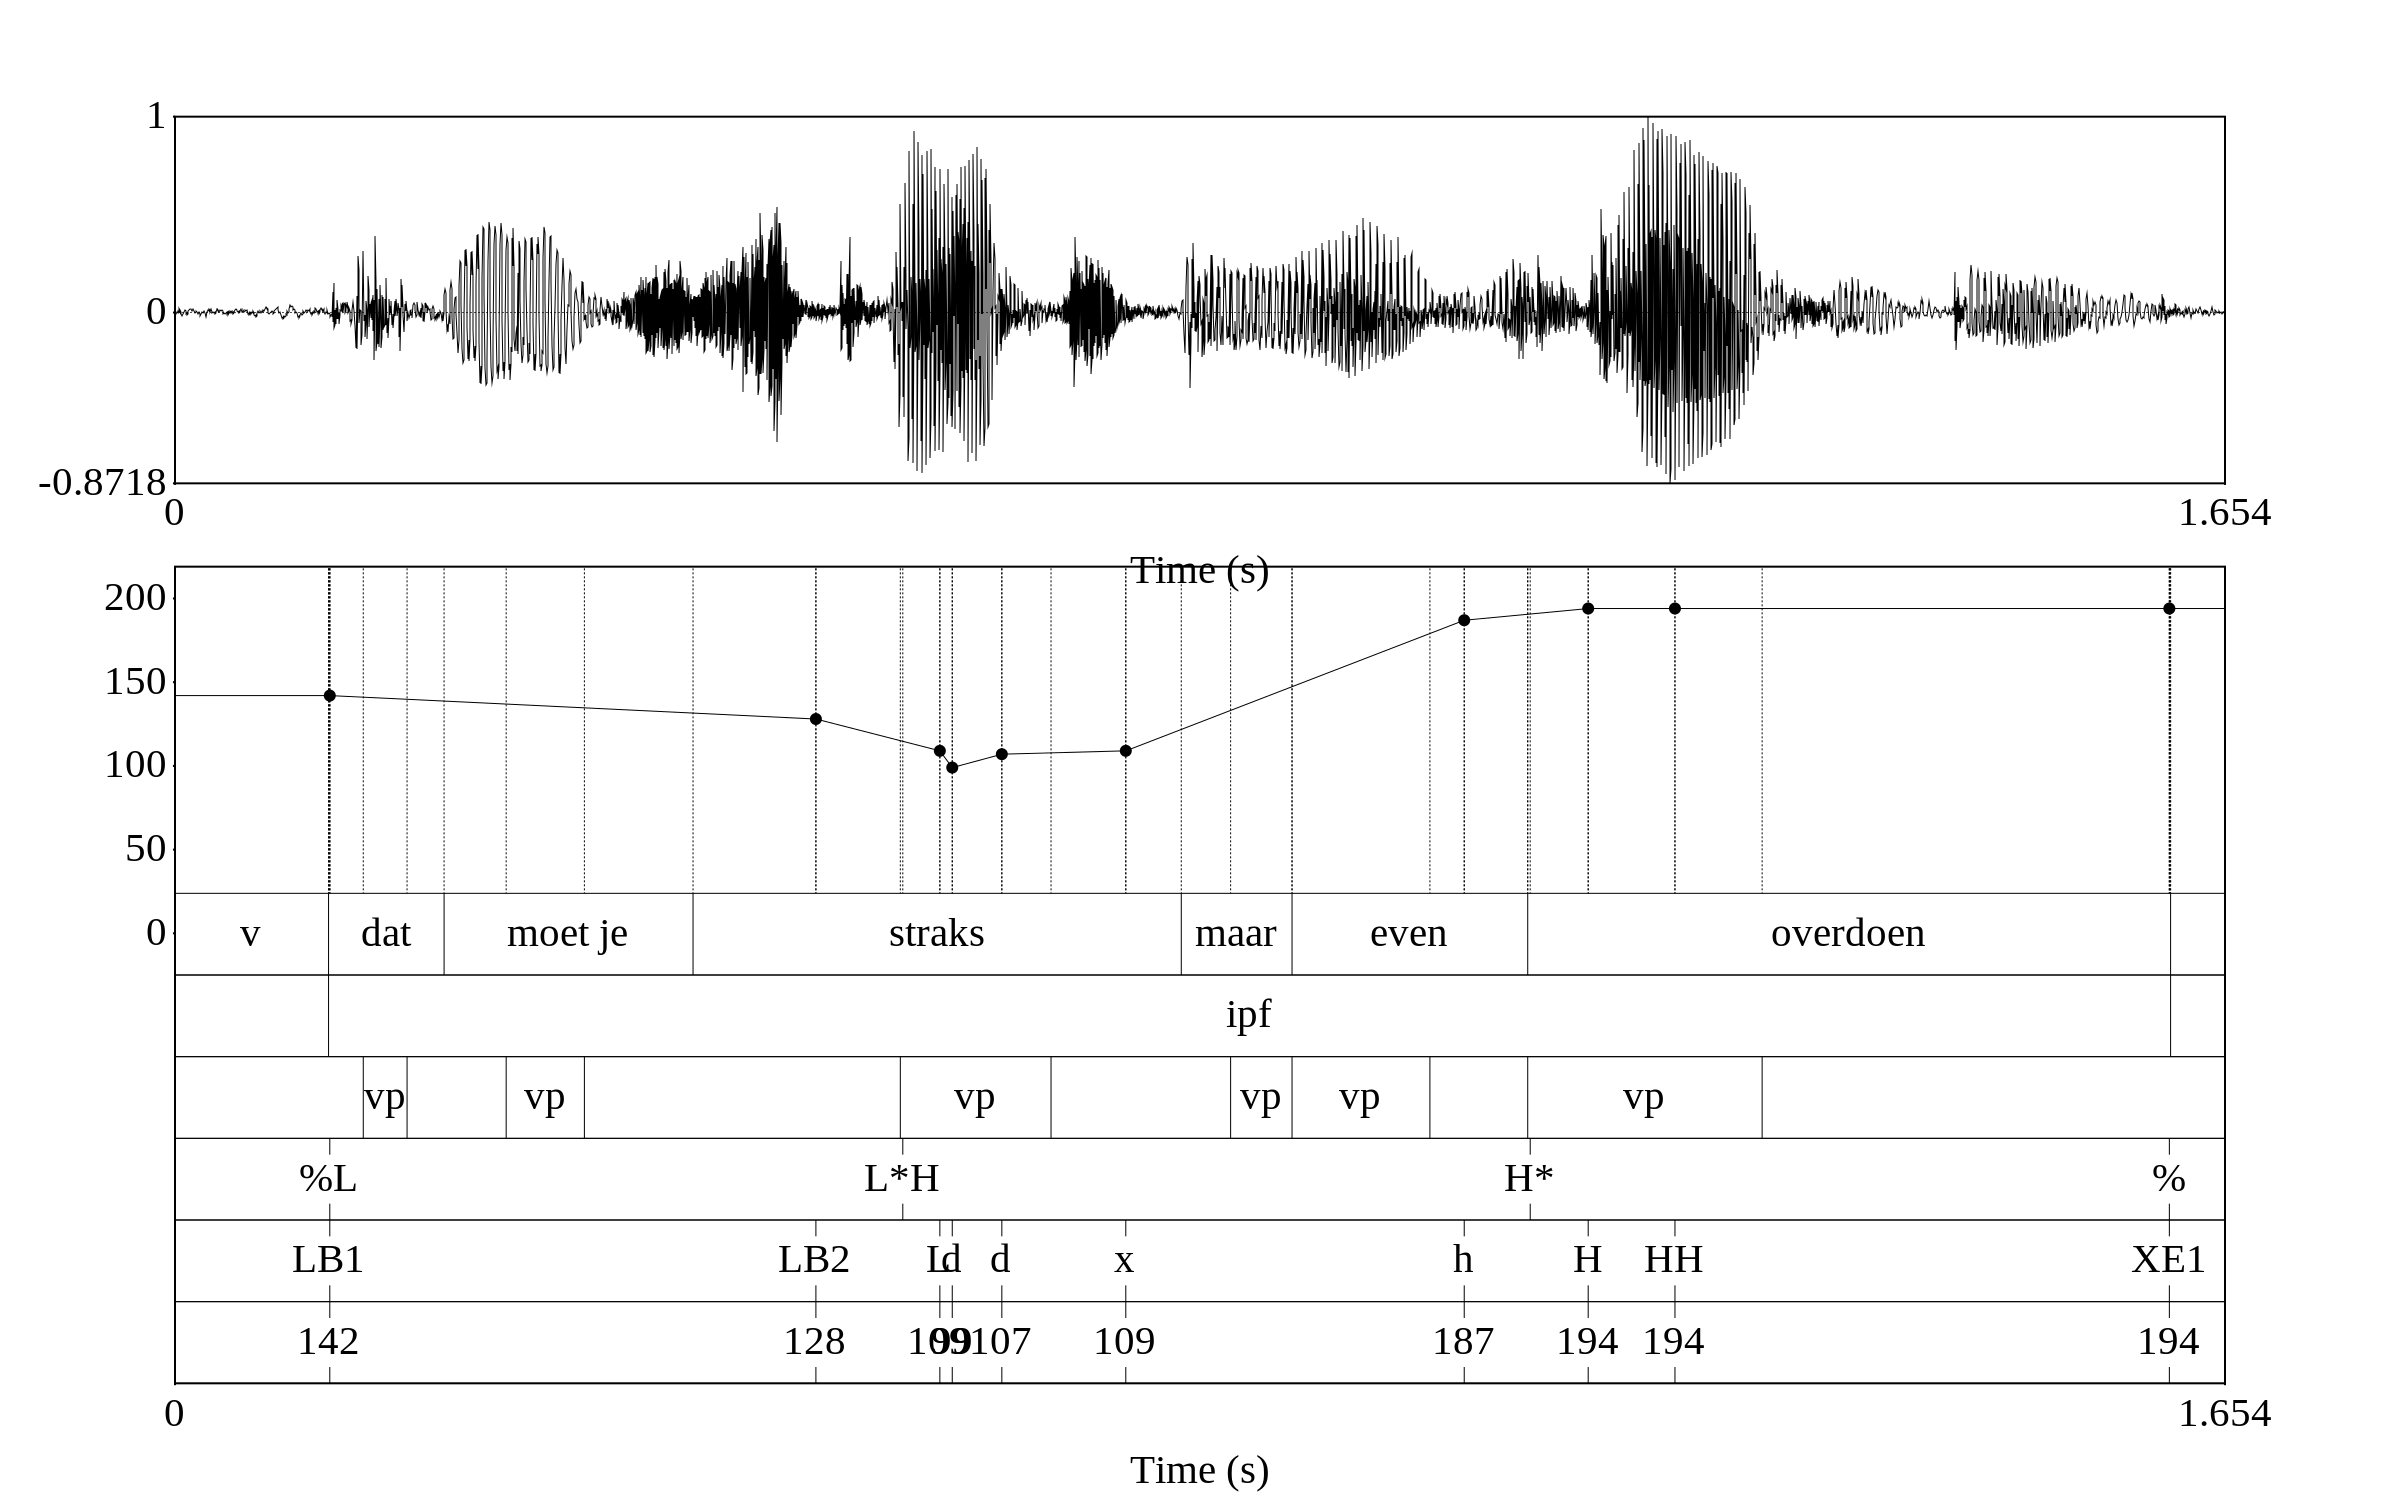 1
0
-0.8718
0 1.654
Time (s)
200
150
100
50
0
v dat moet je straks maar even overdoen
ipf
vp vp vp vp vp vp
%L L*H H* %
LB1 LB2 L d d x h H HH XE1
142 128 109 99 107 109 187 194 194 194
0 1.654
Time (s)